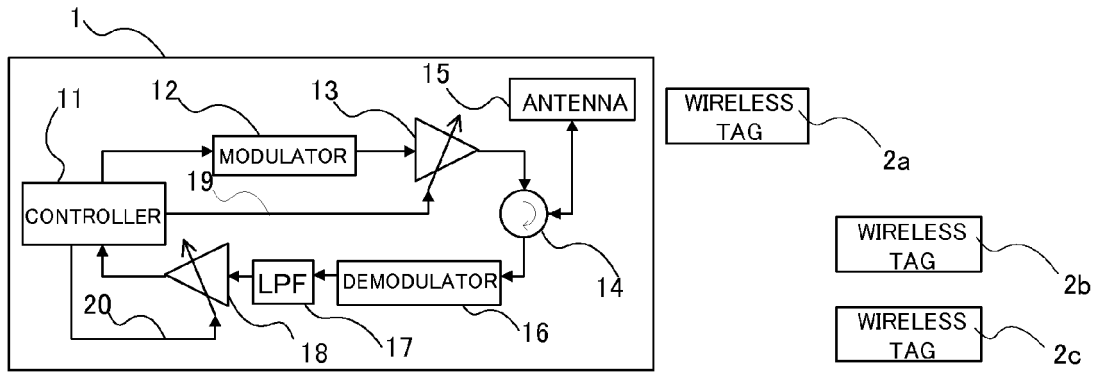 1
11
12
13
15
ANTENNA
WIRELESS
TAG
2a
MODULATOR
19
CONTROLLER
WIRELESS
TAG
2b
14
DEMODULATOR
LPF
20
18
17
16
WIRELESS
TAG
2c